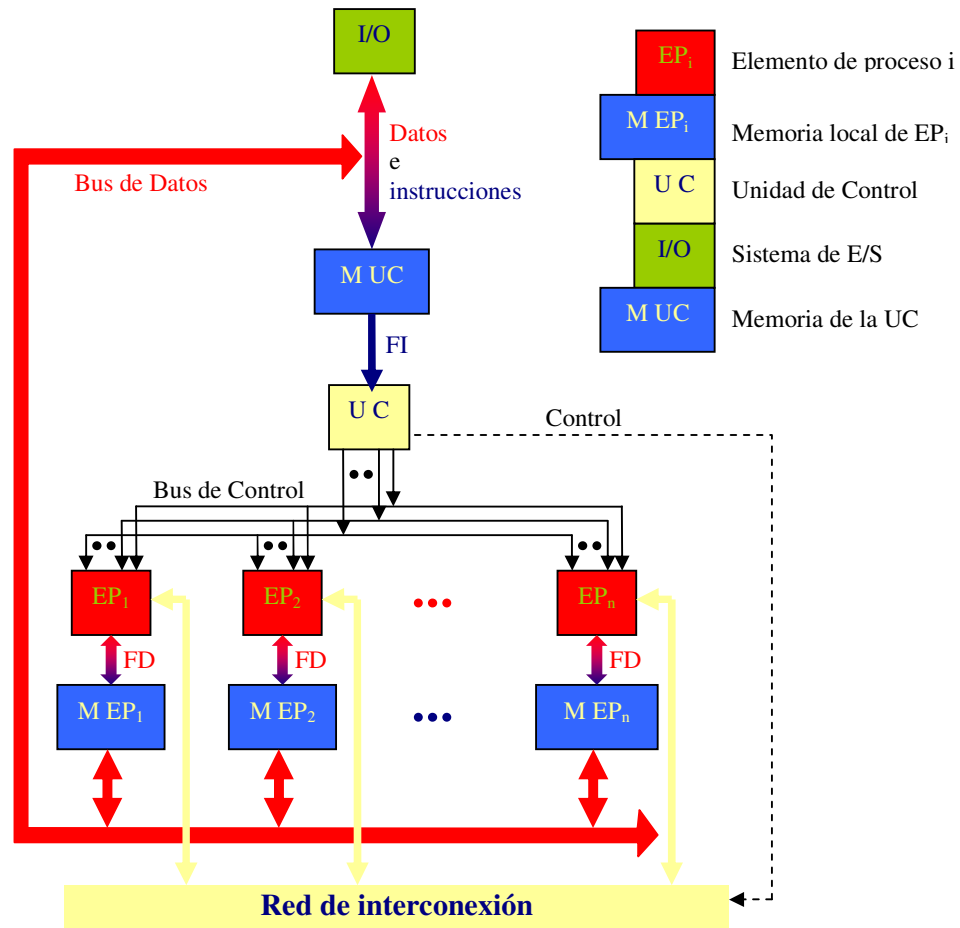 I/O
EPᵢ
Elemento de proceso i
M EPᵢ
Memoria local de EPᵢ
U C
Unidad de Control
I/O
Sistema de E/S
M UC
Memoria de la UC
Datos
e
instrucciones
Bus de Datos
M UC
FI
U C
Control
Bus de Control
EP₁
EP₂
EPₙ
FD
FD
FD
M EP₁
M EP₂
M EPₙ
Red de interconexión